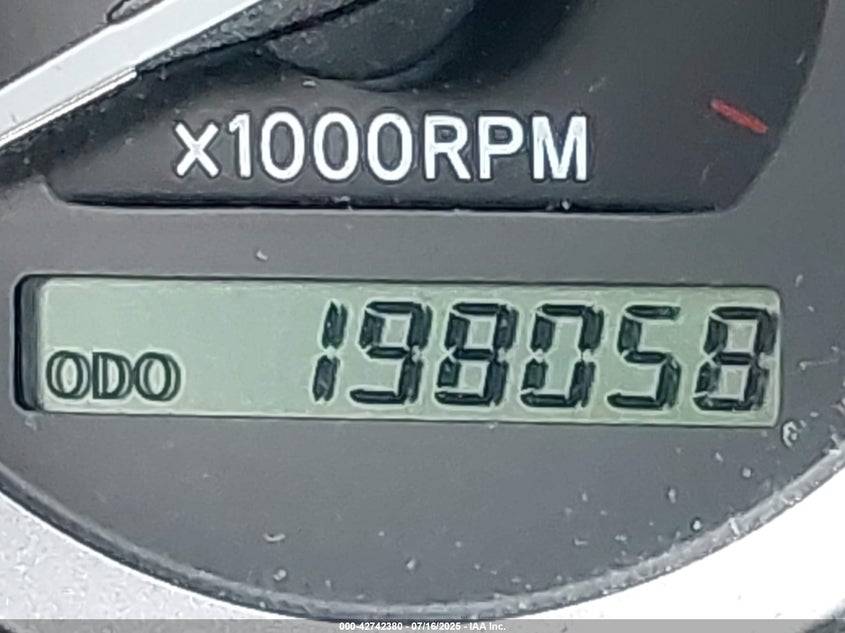 x1000RPM
ODO 198058
000-42742380 - 07/16/2025 - IAA Inc.